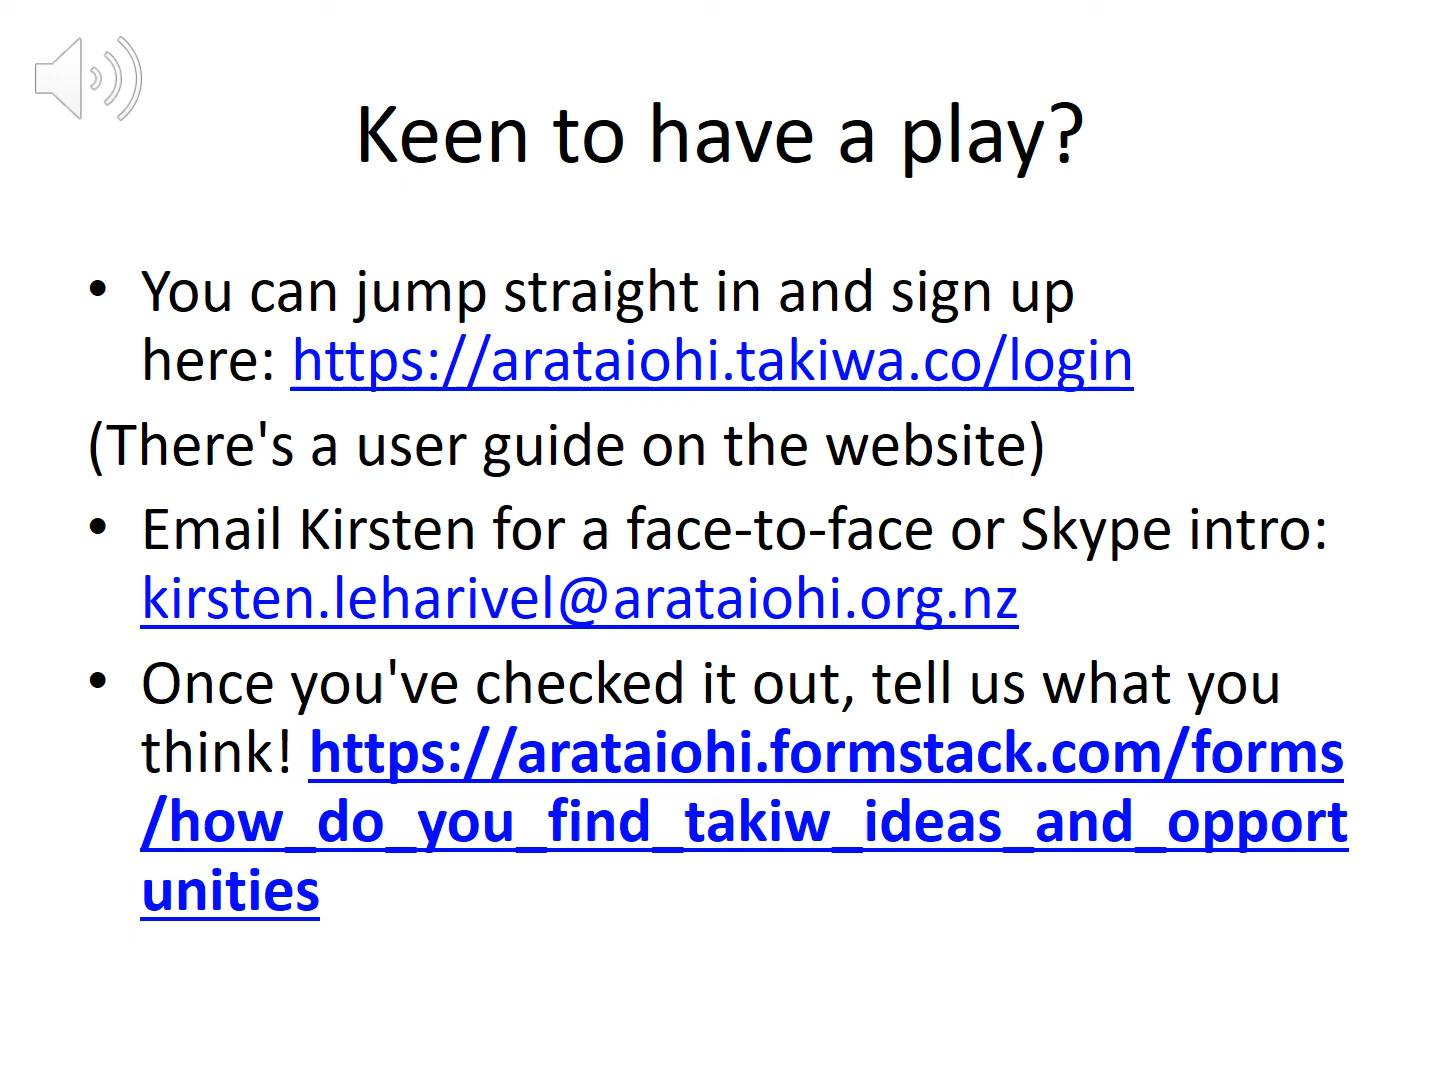 Keen to have a play?
• You can jump straight in and sign up
here: https://arataiohi.takiwa.co/login
(There's a user guide on the website)
• Email Kirsten for a face-to-face or Skype intro:
kirsten.leharivel@arataiohi.org.nz
• Once you've checked it out, tell us what you
think! https://arataiohi.formstack.com/forms
/how_do_you_find_takiw_ideas_and_opport
unities